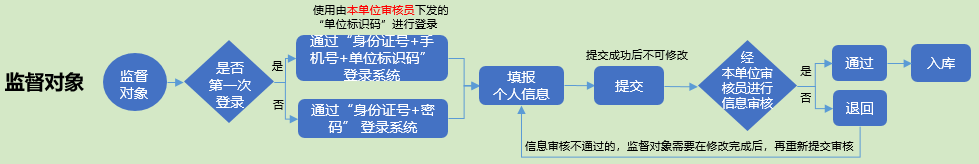 使用由本单位审核员下发的
“单位标识码”进行登录
监督对象
监督
对象
是否
第一次
登录
是
否
通过“身份证号+手
机号+单位标识码”
登录系统
通过“身份证号+密
码” 登录系统
填报
个人信息
提交成功后不可修改
提交
经
本单位审
核员进行
信息审核
是
否
通过
入库
退回
信息审核不通过的，监督对象需要在修改完成后，再重新提交审核